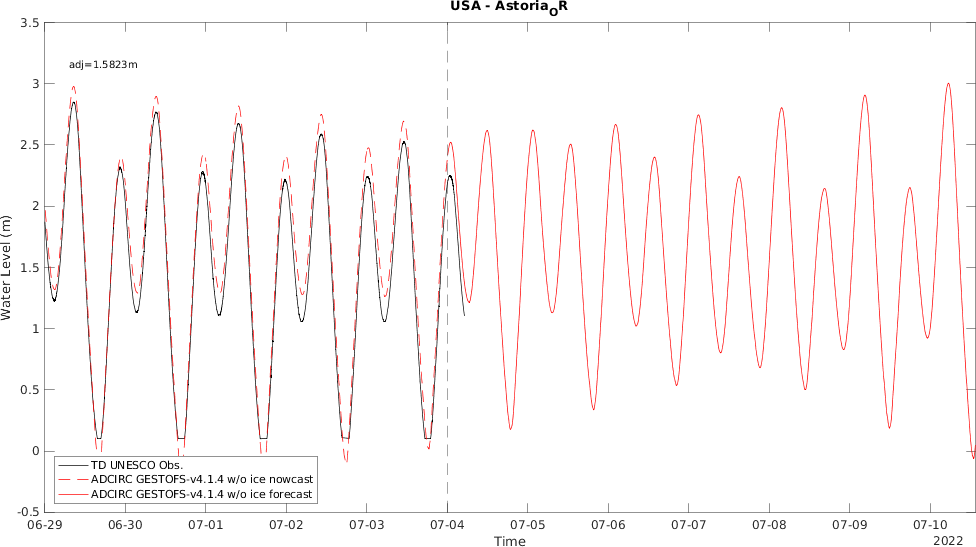 USA - Astoria_OR
3.5
3
2.5
2
1.5
1
0.5
0
-0.5
Water Level (m)
adj=1.5823m
TD UNESCO Obs.
ADCIRC GESTOFS-v4.1.4 w/o ice nowcast
ADCIRC GESTOFS-v4.1.4 w/o ice forecast
06-29 06-30 07-01 07-02 07-03 07-04 07-05 07-06 07-07 07-08 07-09 07-10
Time
2022